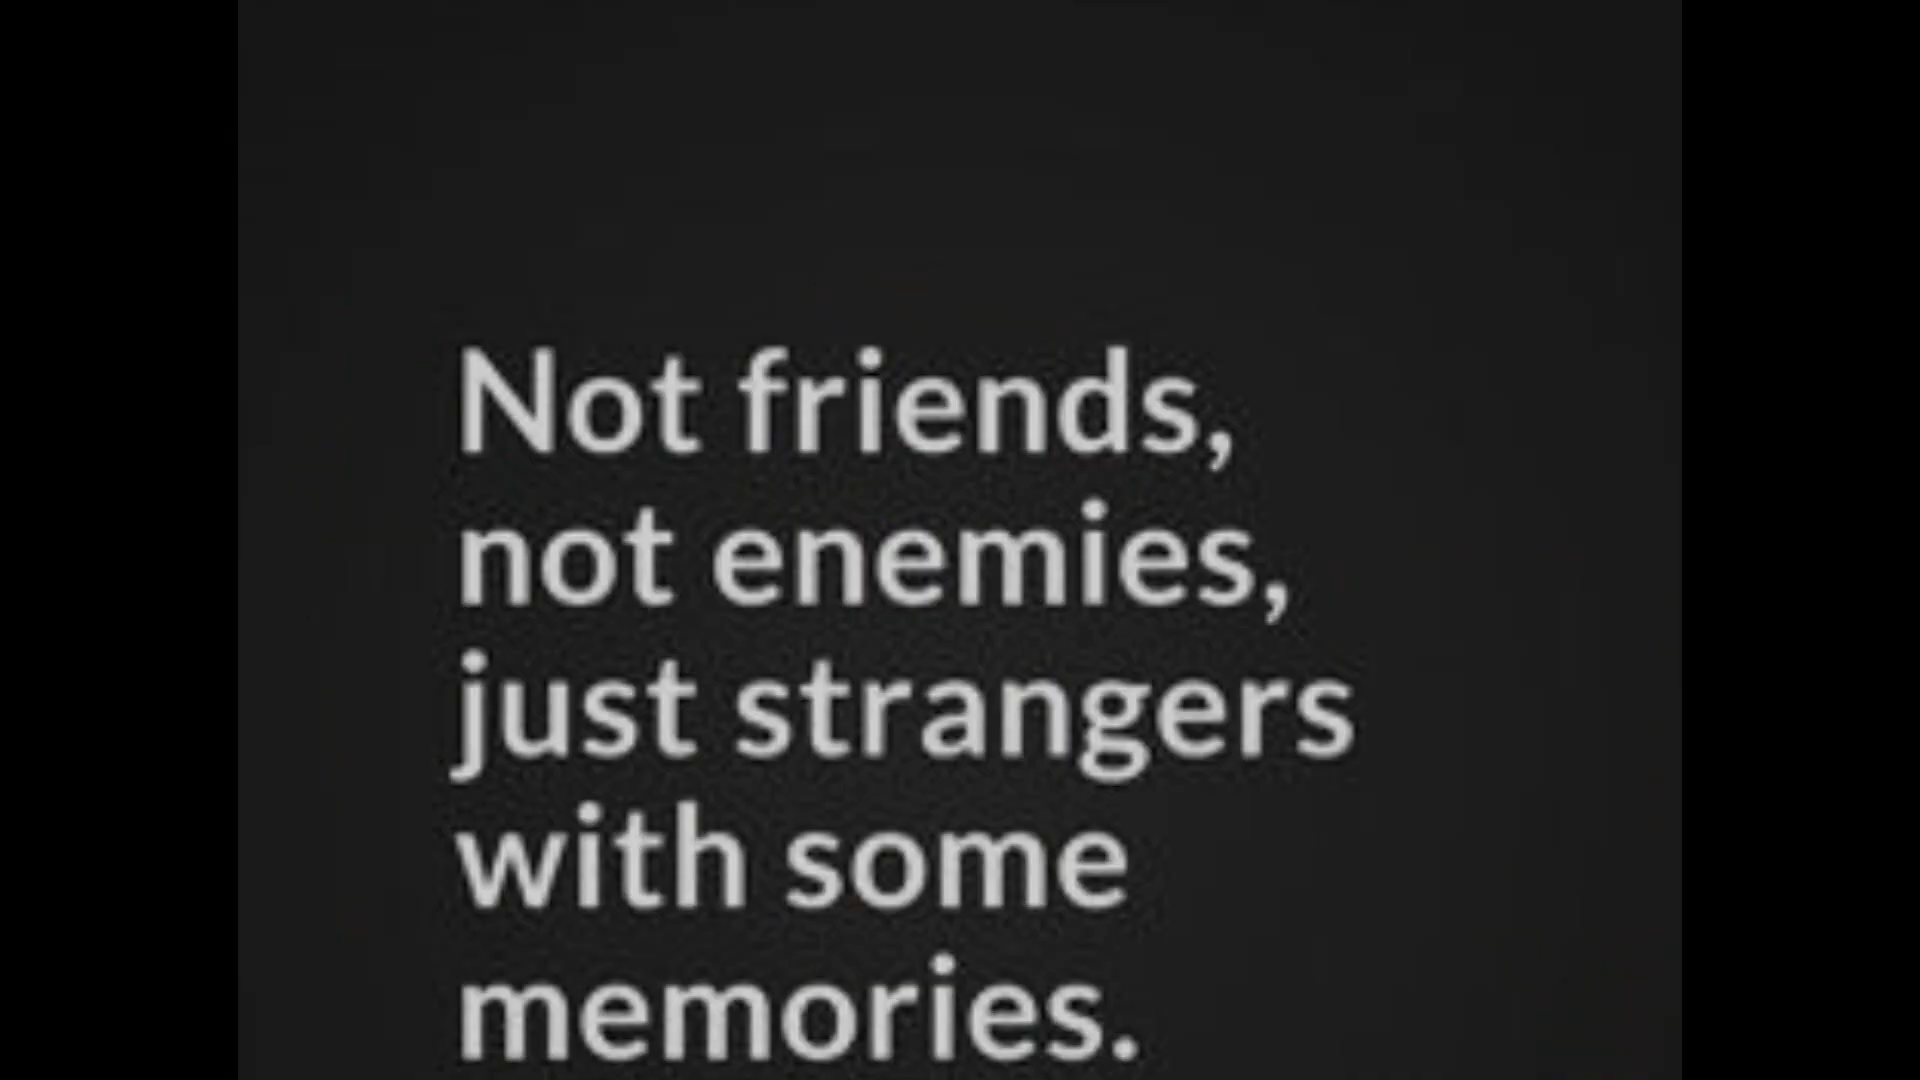 Not friends,
not enemies,
just strangers
with some
memories.